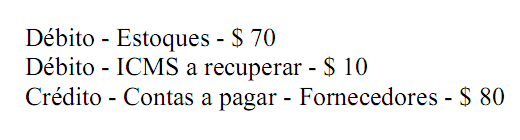 Débito - Estoques - $ 70
Débito - ICMS a recuperar - $ 10
Crédito - Contas a pagar - Fornecedores - $ 80